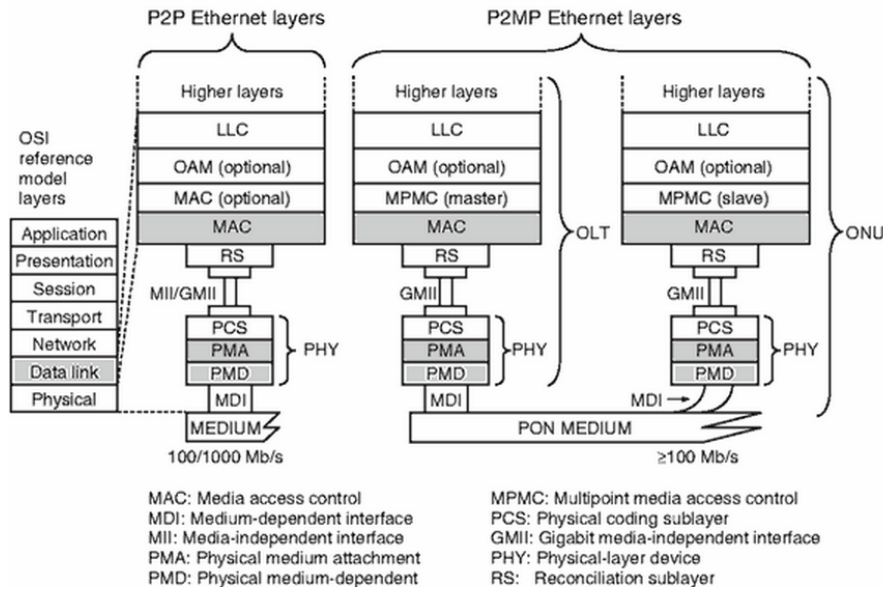 P2P Ethernet layers
P2MP Ethernet layers
Higher layers
Higher layers
Higher layers
OSI
reference
model
layers
LLC
LLC
LLC
OAM (optional)
OAM (optional)
OAM (optional)
MAC (optional)
MPMC (master)
MPMC (slave)
MAC
MAC
MAC
OLT
ONU
Application
Presentation
Session
Transport
Network
Data link
Physical
RS
RS
RS
MII/GMII
GMII
GMII
PCS
PMA
PMD
PHY
PCS
PMA
PMD
PHY
PCS
PMA
PMD
PHY
MDI
MDI
MDI
MEDIUM
PON MEDIUM
100/1000 Mb/s
≥100 Mb/s
MAC: Media access control
MDI: Medium-dependent interface
MII: Media-independent interface
PMA: Physical medium attachment
PMD: Physical medium-dependent
MPMC: Multipoint media access control
PCS: Physical coding sublayer
GMII: Gigabit media-independent interface
PHY: Physical-layer device
RS: Reconciliation sublayer